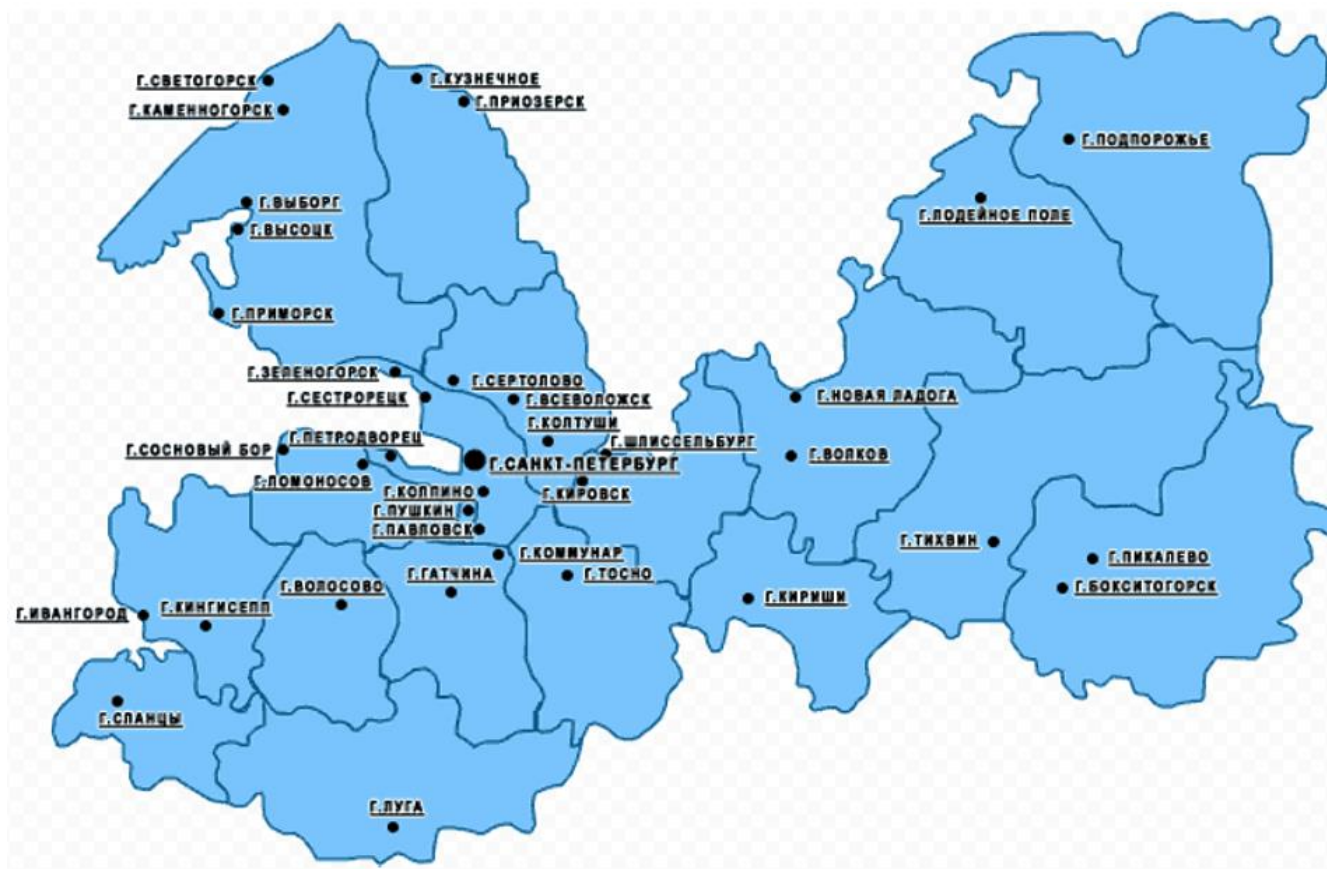 Г.СВЕТОГОРСК
Г.КУЗНЕЧНОЕ
Г.ПРИОЗЕРСК
Г.КАМЕННОГОРСК
Г.ПОДПОРОЖЬЕ
Г.ВЫБОРГ
Г.ЛОДЕЙНОЕ ПОЛЕ
Г.ВЫСОЦК
Г.ПРИМОРСК
Г.ЗЕЛЕНОГОРСК
Г.СЕРТОЛОВО
Г.СЕСТРОРЕЦК
Г.ВСЕВОЛОЖСК
Г.НОВАЯ ЛАДОГА
Г.КОЛТУШИ
Г.ПЕТРОДВОРЕЦ
Г.ШЛИССЕЛЬБУРГ
Г.СОСНОВЫЙ БОР
Г.САНКТ-ПЕТЕРБУРГ
Г.ВОЛХОВ
Г.ЛОМОНОСОВ
Г.КОЛПИНО
Г.КИРОВСК
Г.ПУШКИН
Г.ПАВЛОВСК
Г.ТИХВИН
Г.КОММУНАР
Г.ПИКАЛЕВО
Г.ГАТЧИНА
Г.ТОСНО
Г.ВОЛОСОВО
Г.БОКСИТОГОРСК
Г.КИРИШИ
Г.ИВАНГОРОД
Г.КИНГИСЕПП
Г.СЛАНЦЫ
Г.ЛУГА